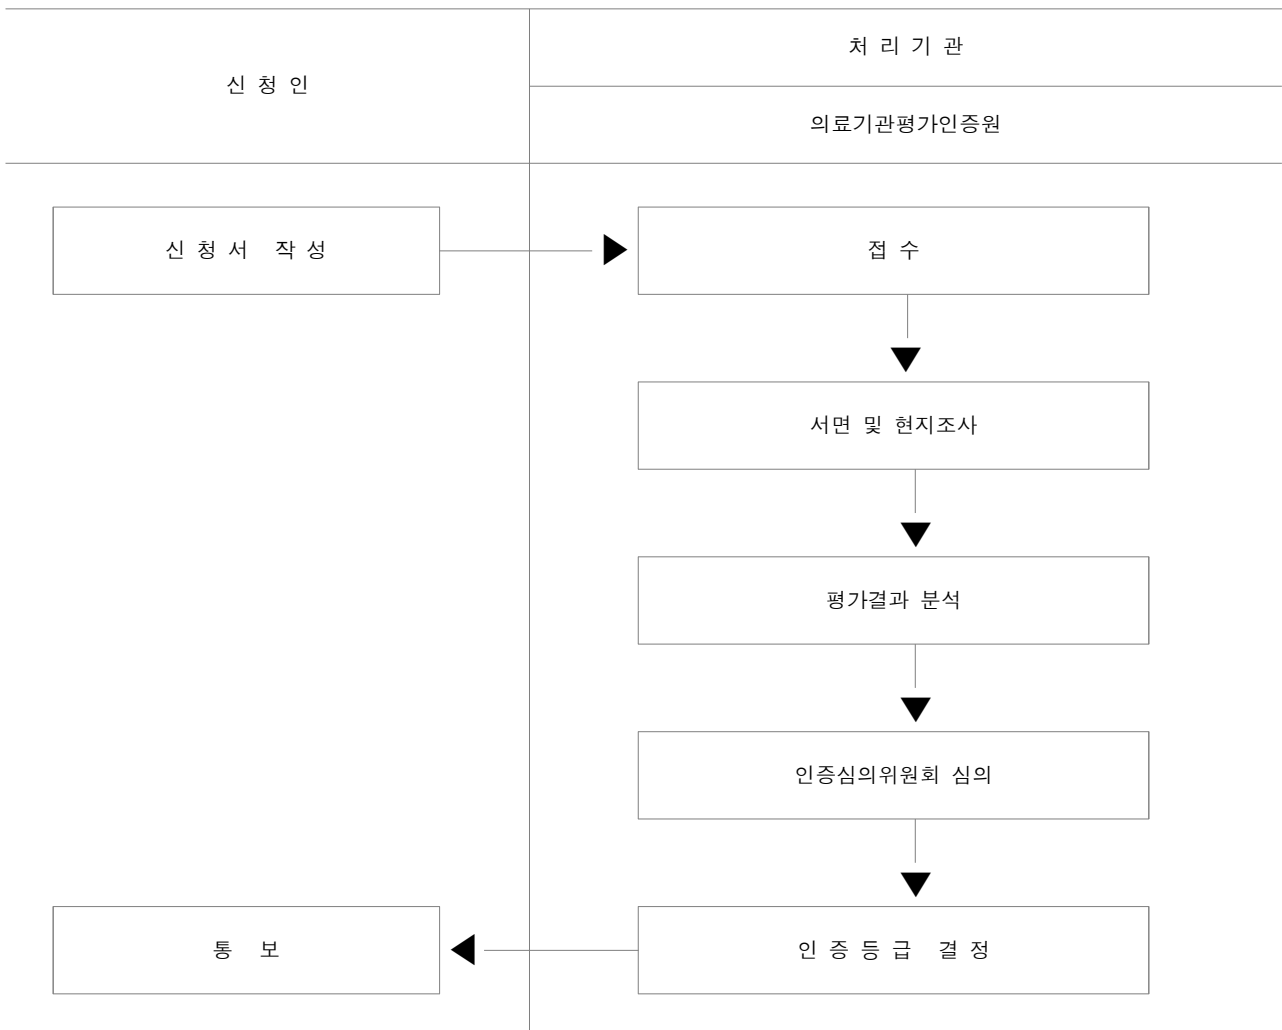 신 청 인
처 리 기 관
의료기관평가인증원
신 청 서 작 성
접 수
서면 및 현지조사
평가결과 분석
인증심의위원회 심의
통 보
인 증 등 급 결 정